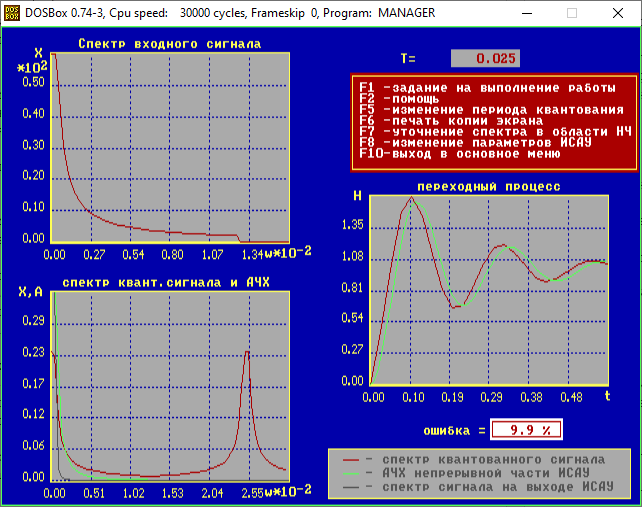 DOSBox 0.74-3, Cpu speed: 30000 cycles, Frameskip 0, Program: MANAGER
Спектр входного сигнала
X
*10²
0.50
0.40
0.30
0.20
0.10
0.00
0.00 0.27 0.54 0.80 1.07 1.34 w*10⁻²
T= 0.025
F1 -задание на выполнение работы
F2 -помощь
F5 -изменение периода квантования
F6 -печать копии экрана
F7 -уточнение спектра в области НЧ
F8 -изменение параметров ИСАУ
F10-выход в основное меню
переходный процесс
H
1.35
1.08
0.81
0.54
0.27
0.00
0.00 0.10 0.19 0.29 0.38 0.48 t
спектр квант.сигнала и АЧХ
X,A
0.29
0.23
0.17
0.12
0.06
0.00
0.00 0.51 1.02 1.53 2.04 2.55 w*10⁻²
ошибка = 9.9 %
- спектр квантованного сигнала
- АЧХ непрерывной части ИСАУ
- спектр сигнала на выходе ИСАУ